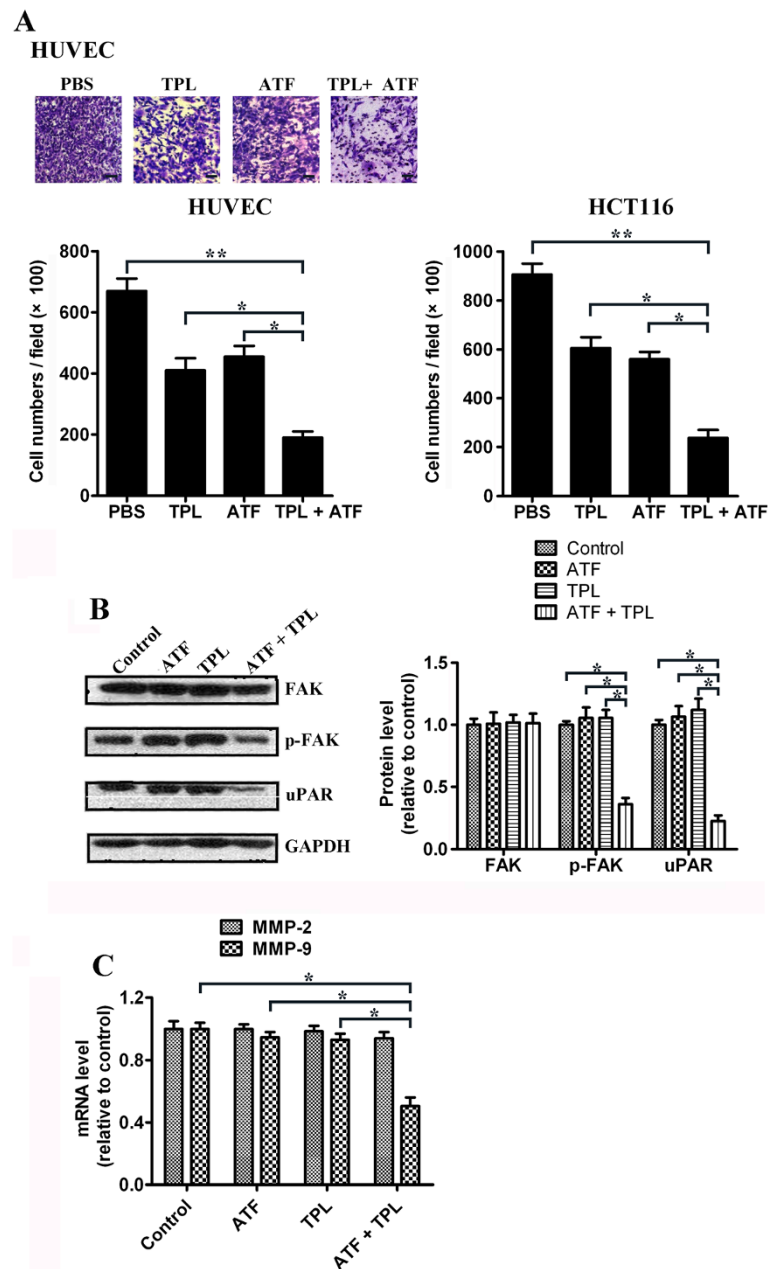 A
HUVEC
PBS TPL ATF TPL+ ATF
HUVEC
Cell numbers / field (× 100)
800
600
400
200
0
**
*
*
PBS TPL ATF TPL + ATF
HCT116
Cell numbers / field (× 100)
1000
800
600
400
200
0
**
*
*
PBS TPL ATF TPL + ATF
B
Control ATF TPL ATF + TPL
FAK
p-FAK
uPAR
GAPDH
Control
ATF
TPL
ATF + TPL
Protein level
(relative to control)
1.5
1.0
0.5
0.0
*
*
*
*
*
*
FAK p-FAK uPAR
MMP-2
MMP-9
C
mRNA level
(relative to control)
1.2
0.8
0.4
0.0
*
*
*
Control ATF TPL ATF + TPL